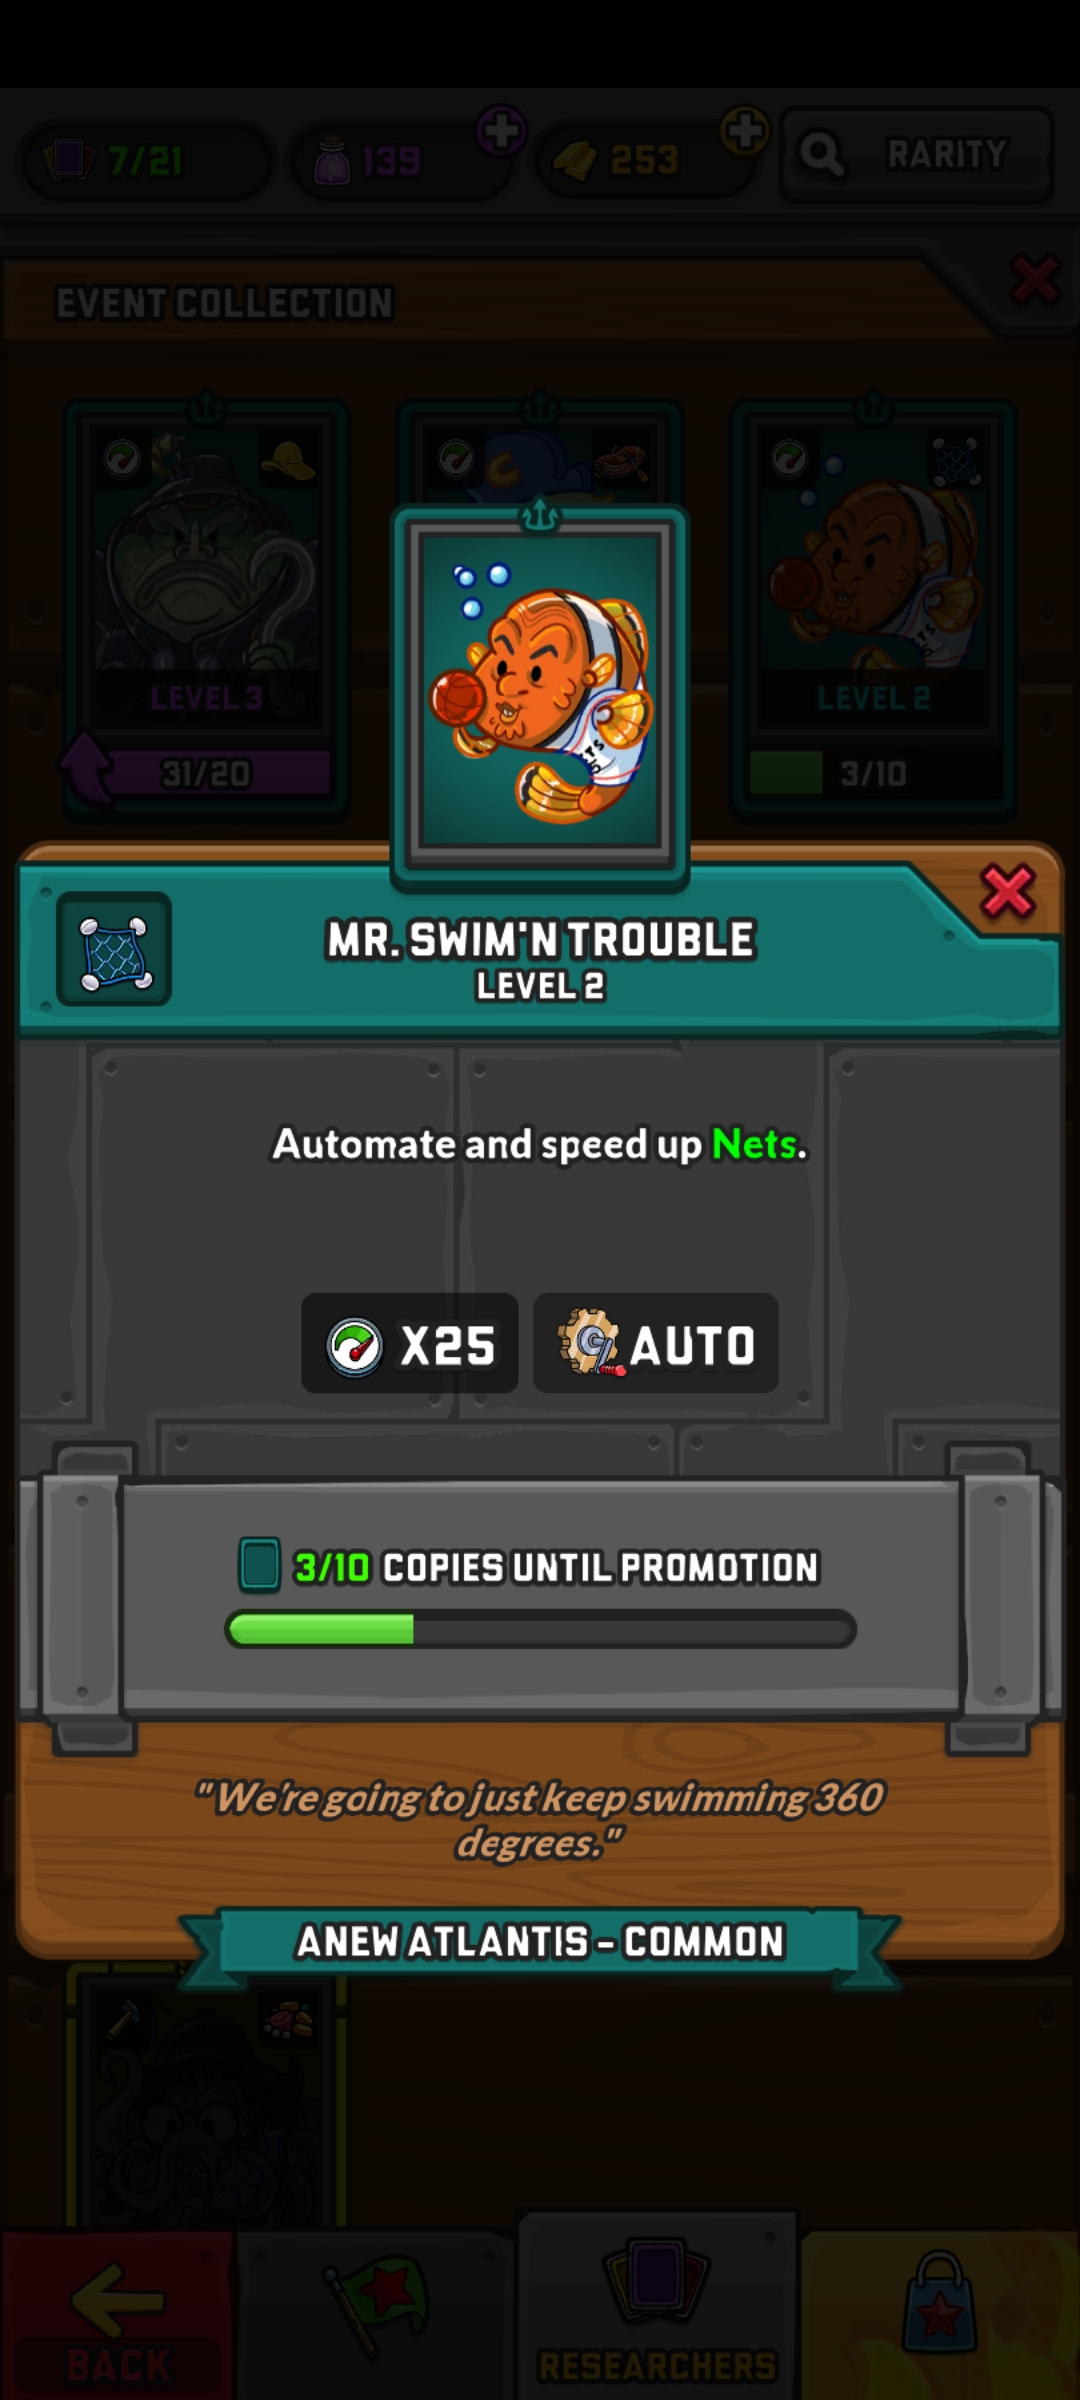 7/21
139
253
RARITY
EVENT COLLECTION
LEVEL 3
LEVEL 2
31/20
3/10
MR. SWIM'N TROUBLE
LEVEL 2
Automate and speed up Nets.
X25
AUTO
3/10 COPIES UNTIL PROMOTION
"We're going to just keep swimming 360
degrees."
ANEW ATLANTIS - COMMON
BACK
RESEARCHERS